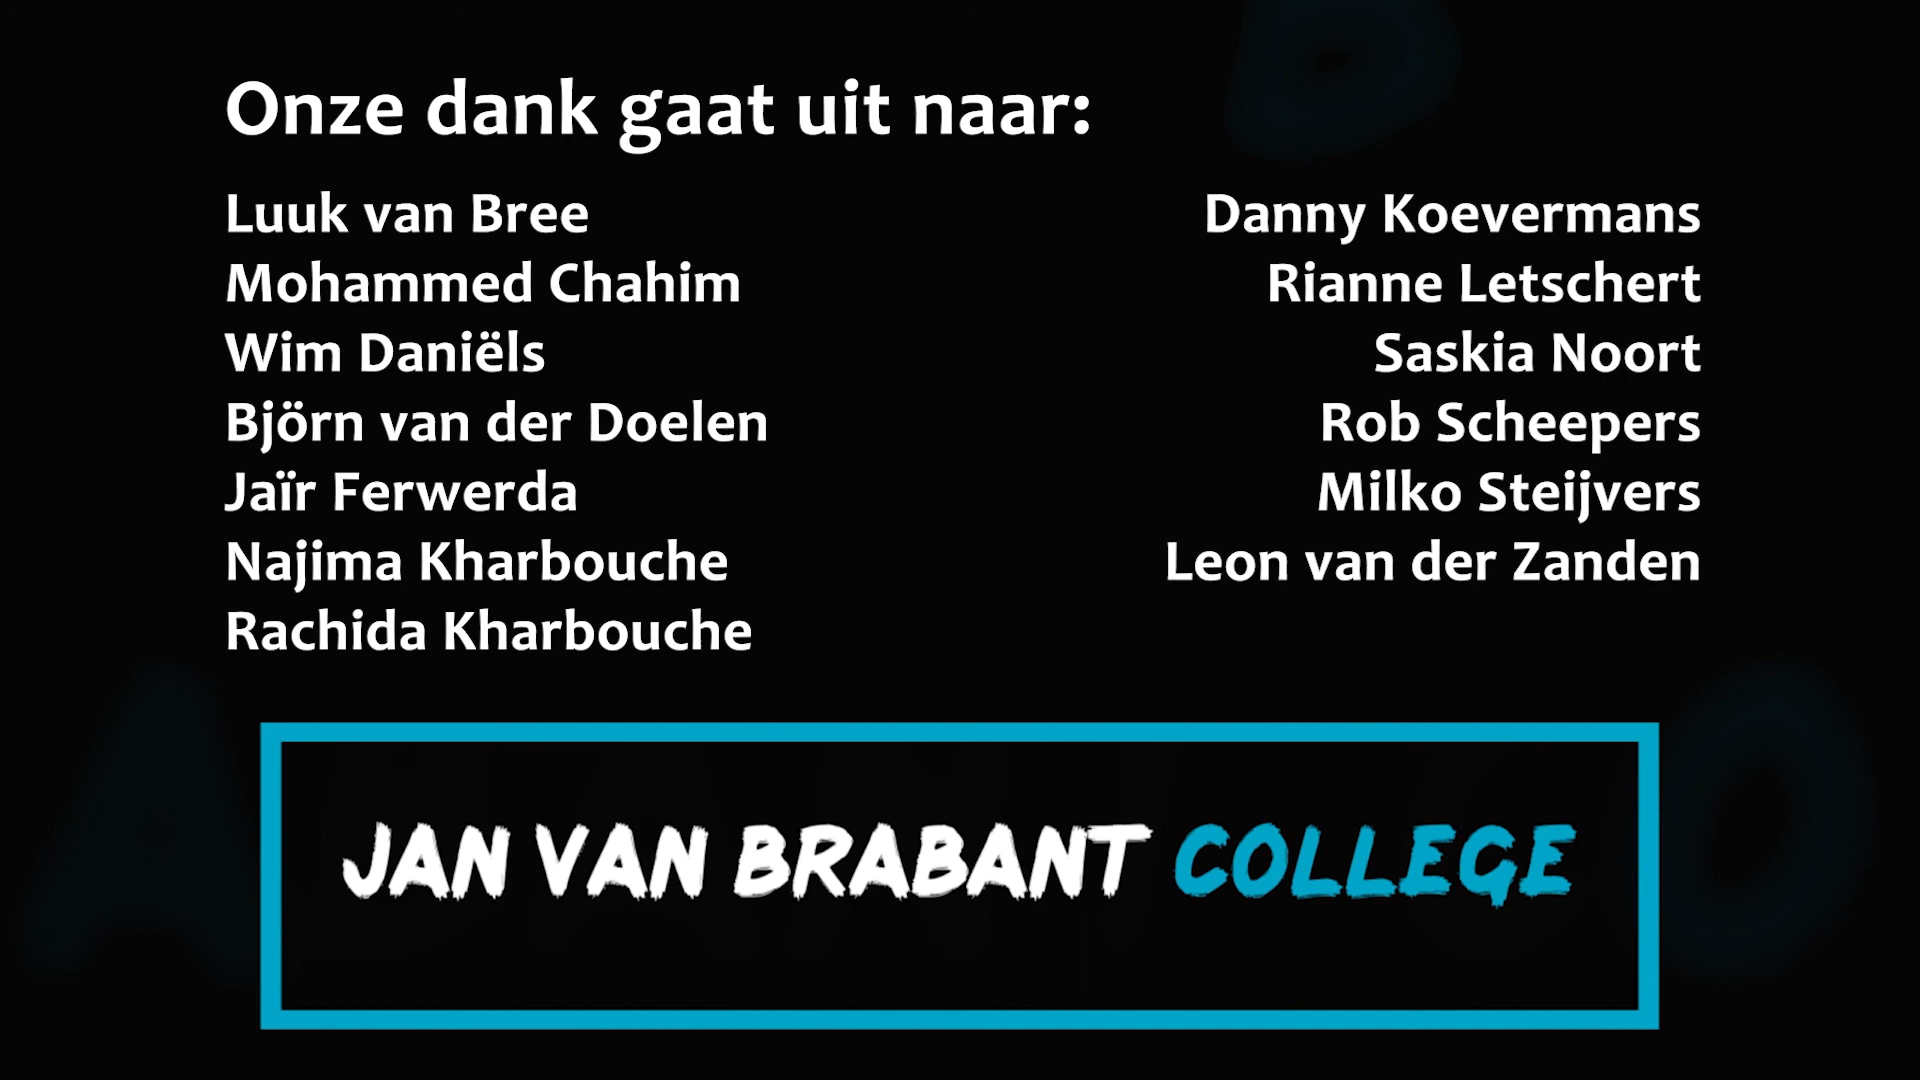 Onze dank gaat uit naar:
Luuk van Bree
Mohammed Chahim
Wim Daniëls
Björn van der Doelen
Jaïr Ferwerda
Najima Kharbouche
Rachida Kharbouche
Danny Koevermans
Rianne Letschert
Saskia Noort
Rob Scheepers
Milko Steijvers
Leon van der Zanden
JAN VAN BRABANT COLLEGE